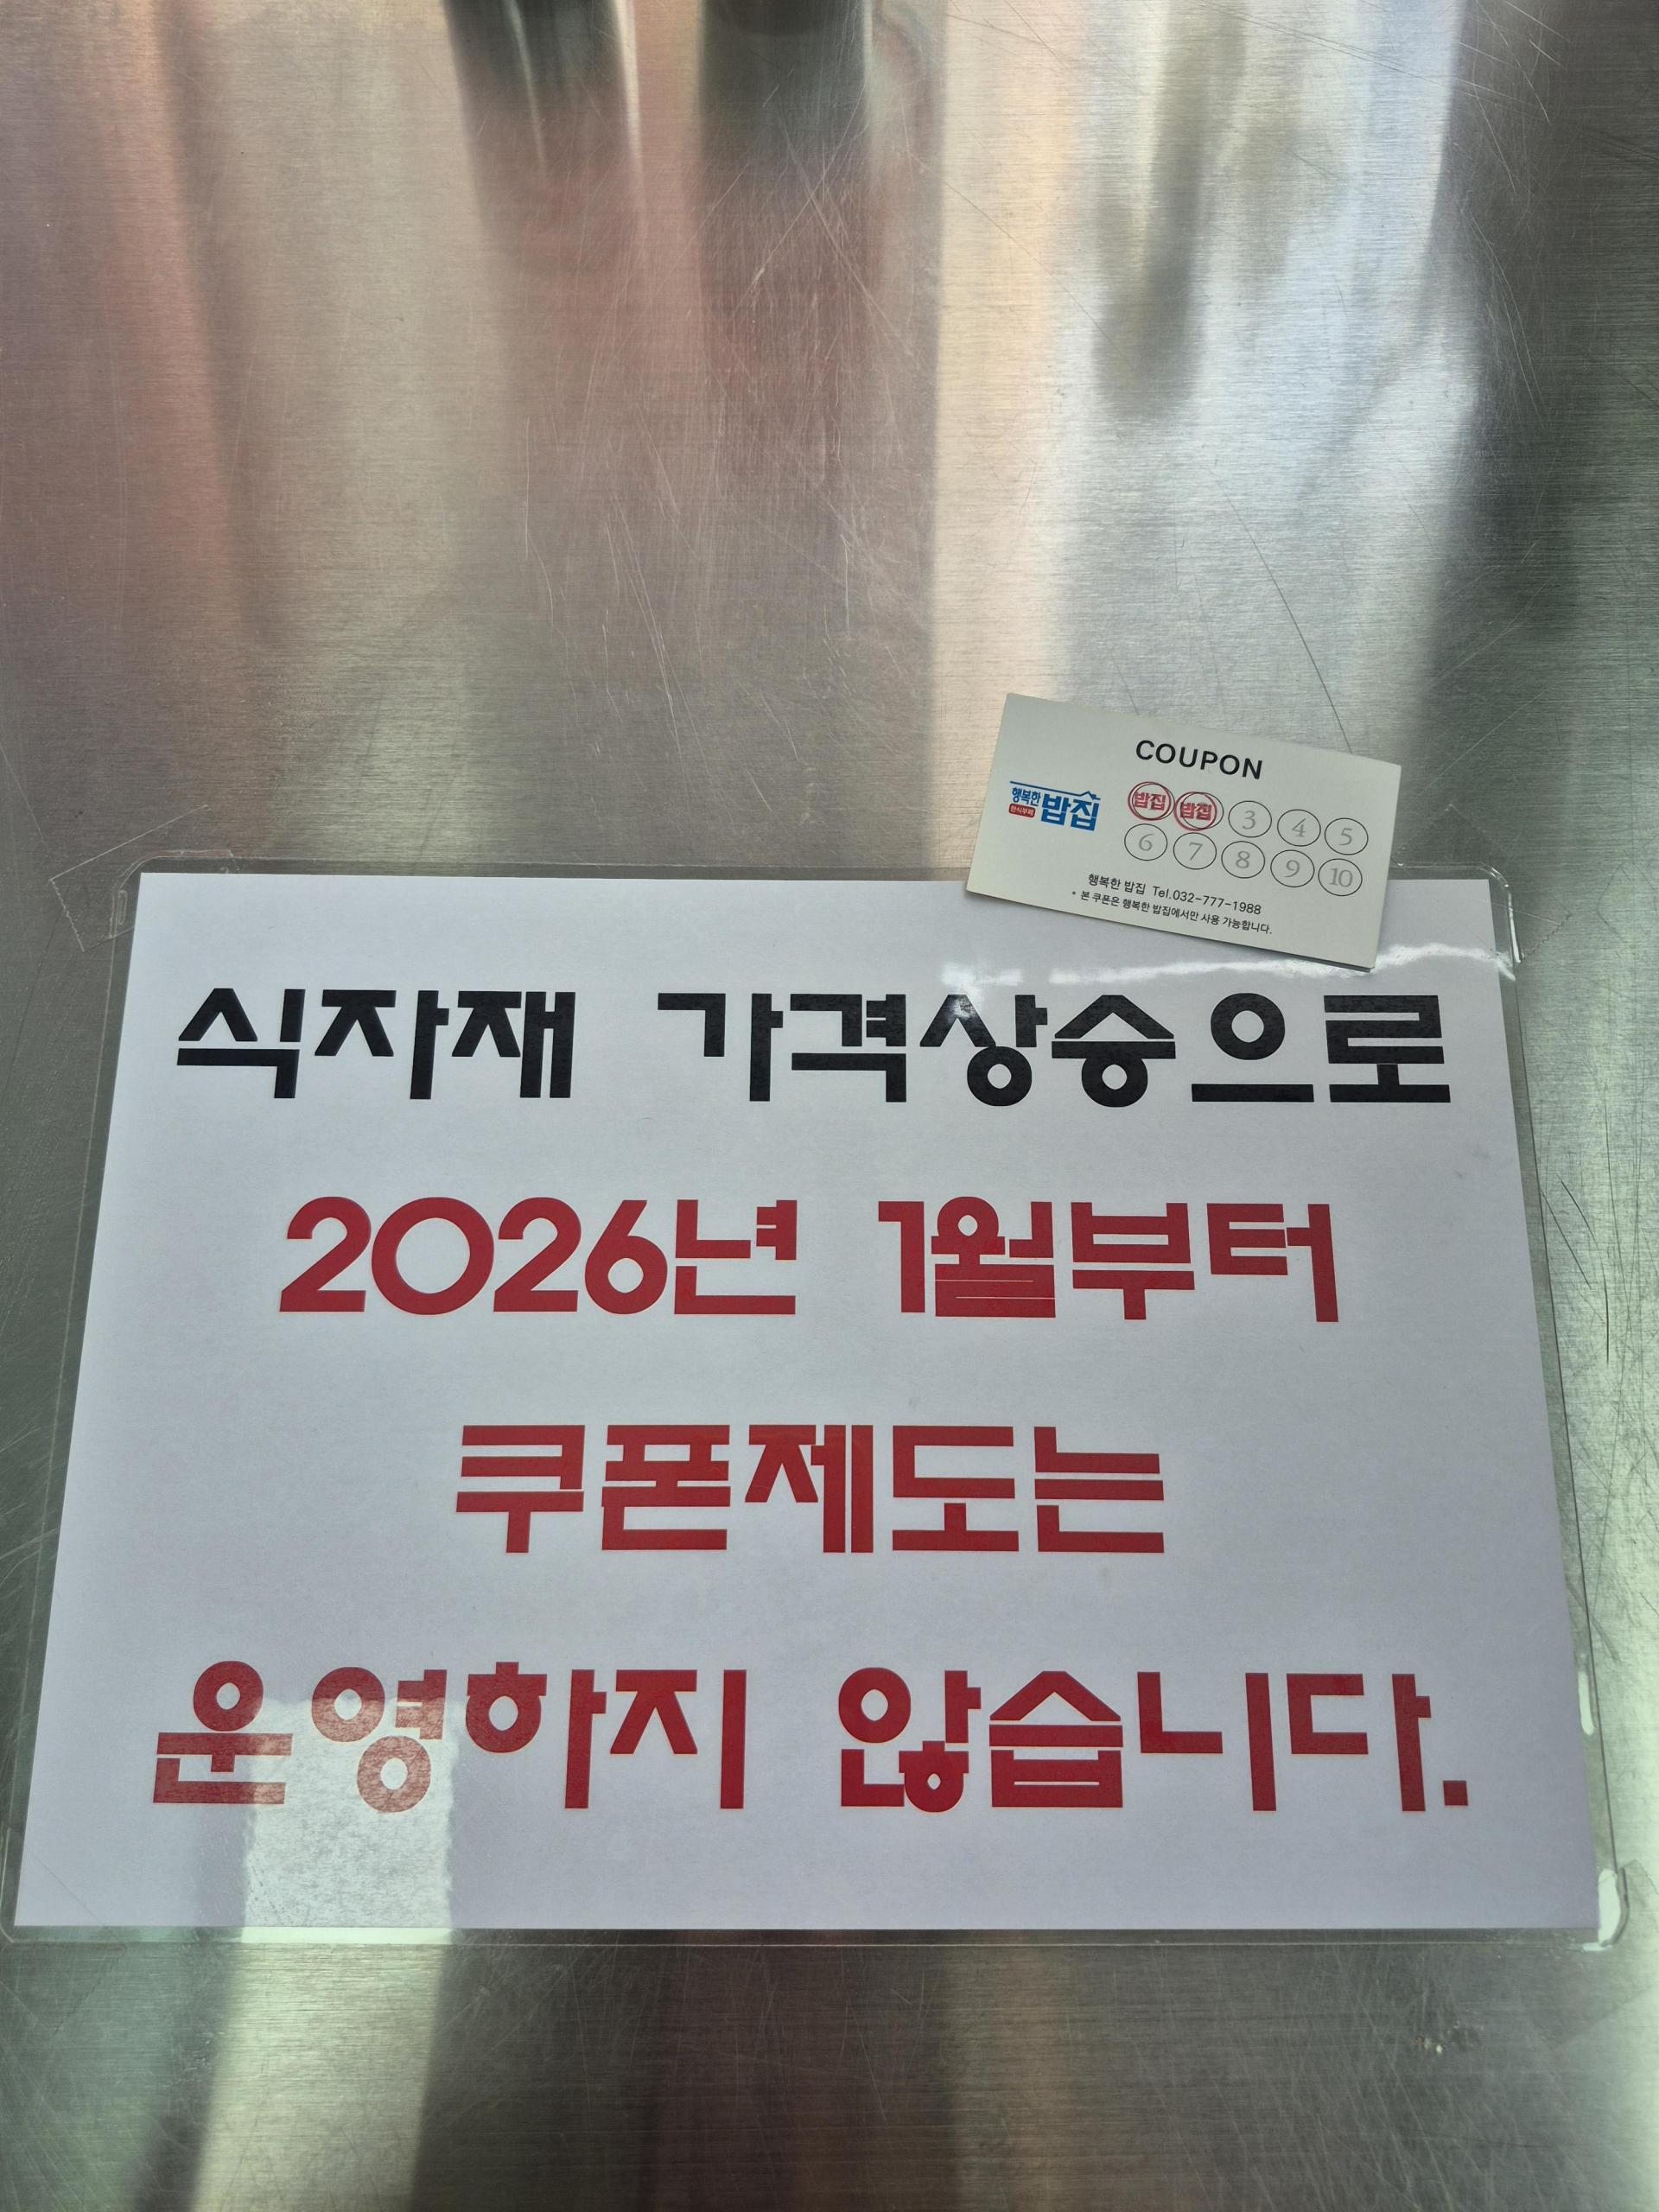 COUPON
행복한
한식뷔페
밥집
밥집 밥집 3 4 5
6 7 8 9 10
행복한 밥집 Tel.032-777-1988
* 본 쿠폰은 행복한 밥집에서만 사용 가능합니다.
식자재 가격상승으로
2026년 1월부터
쿠폰제도는
운영하지 않습니다.